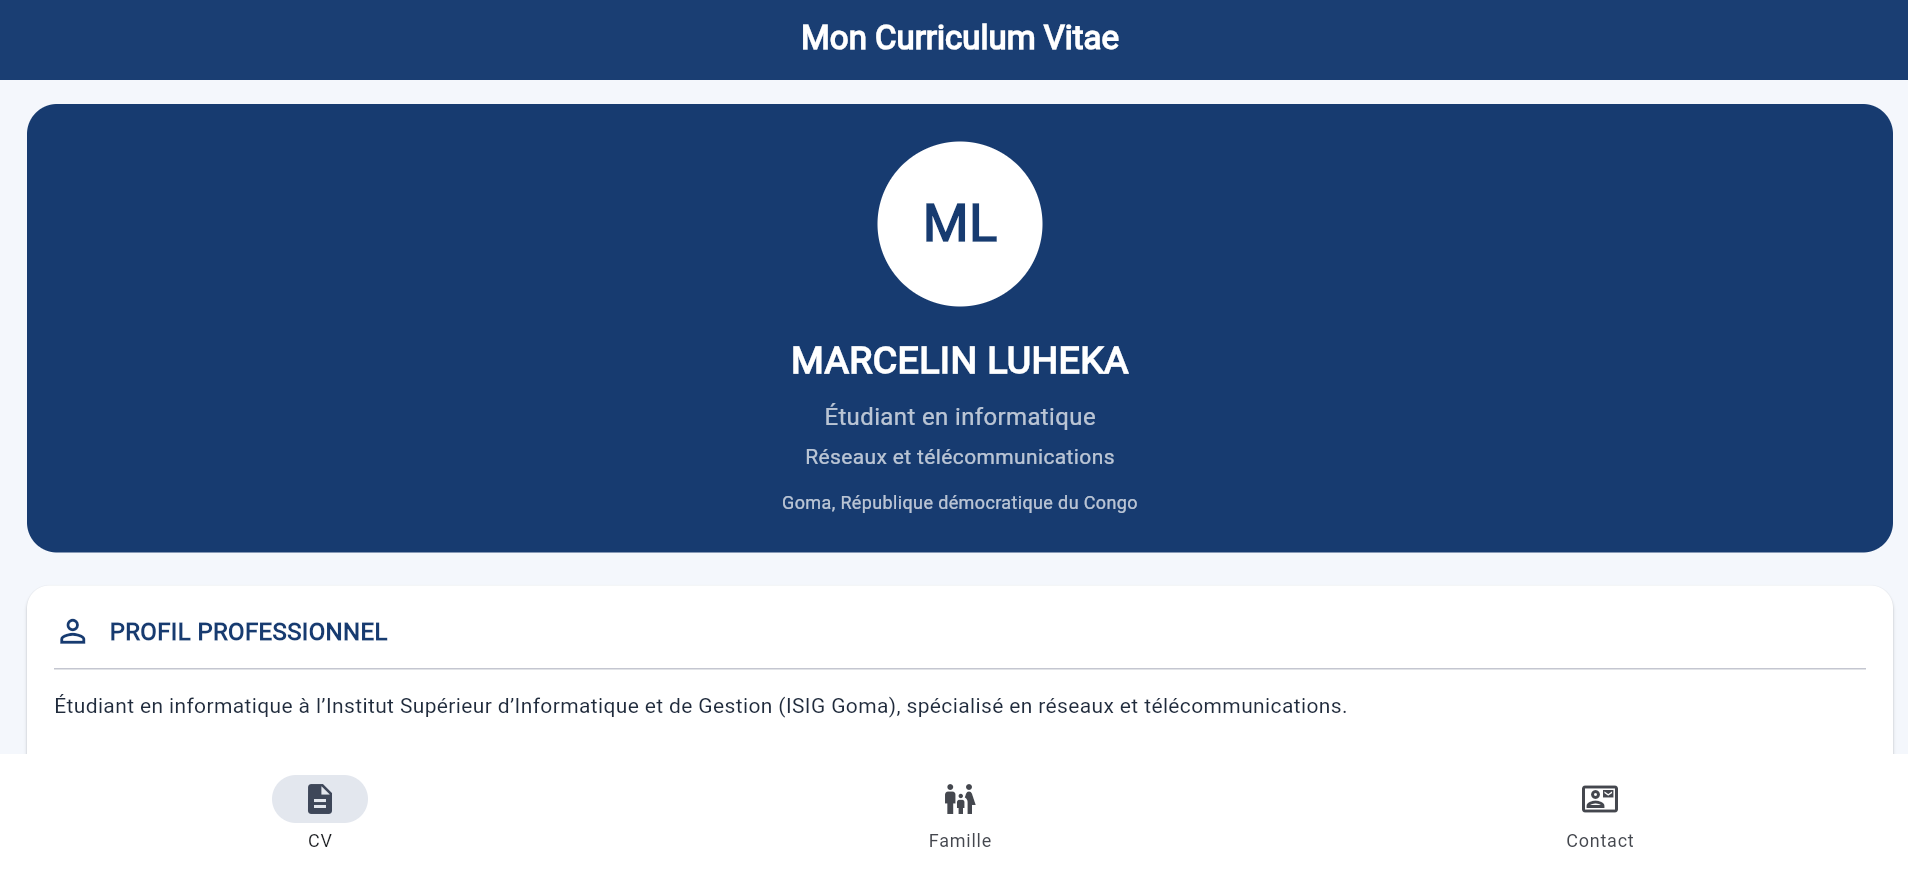 Mon Curriculum Vitae
ML
MARCELIN LUHEKA
Étudiant en informatique
Réseaux et télécommunications
Goma, République démocratique du Congo
PROFIL PROFESSIONNEL
Étudiant en informatique à l’Institut Supérieur d’Informatique et de Gestion (ISIG Goma), spécialisé en réseaux et télécommunications.
CV
Famille
Contact